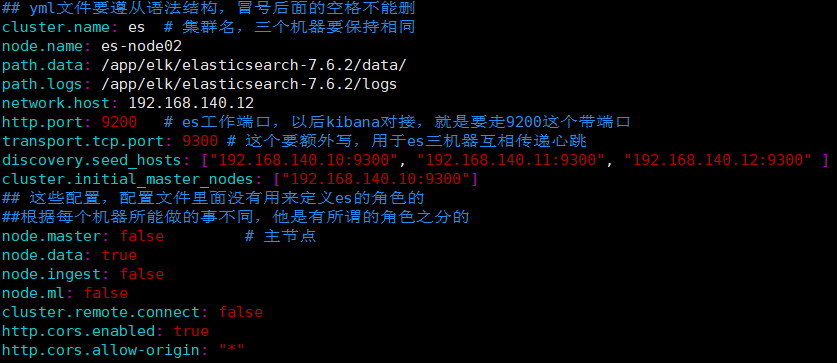 ## yml文件要遵从语法结构，冒号后面的空格不能删
cluster.name: es  # 集群名，三个机器要保持相同
node.name: es-node02
path.data: /app/elk/elasticsearch-7.6.2/data/
path.logs: /app/elk/elasticsearch-7.6.2/logs
network.host: 192.168.140.12
http.port: 9200   # es工作端口，以后kibana对接，就是要走9200这个带端口
transport.tcp.port: 9300 # 这个要额外写，用于es三机器互相传递心跳
discovery.seed_hosts: ["192.168.140.10:9300", "192.168.140.11:9300", "192.168.140.12:9300" ]
cluster.initial_master_nodes: ["192.168.140.10:9300"]
## 这些配置，配置文件里面没有用来定义es的角色的
##根据每个机器所能做的事不同，他是有所谓的角色之分的
node.master: false          # 主节点
node.data: true
node.ingest: false
node.ml: false
cluster.remote.connect: false
http.cors.enabled: true
http.cors.allow-origin: "*"